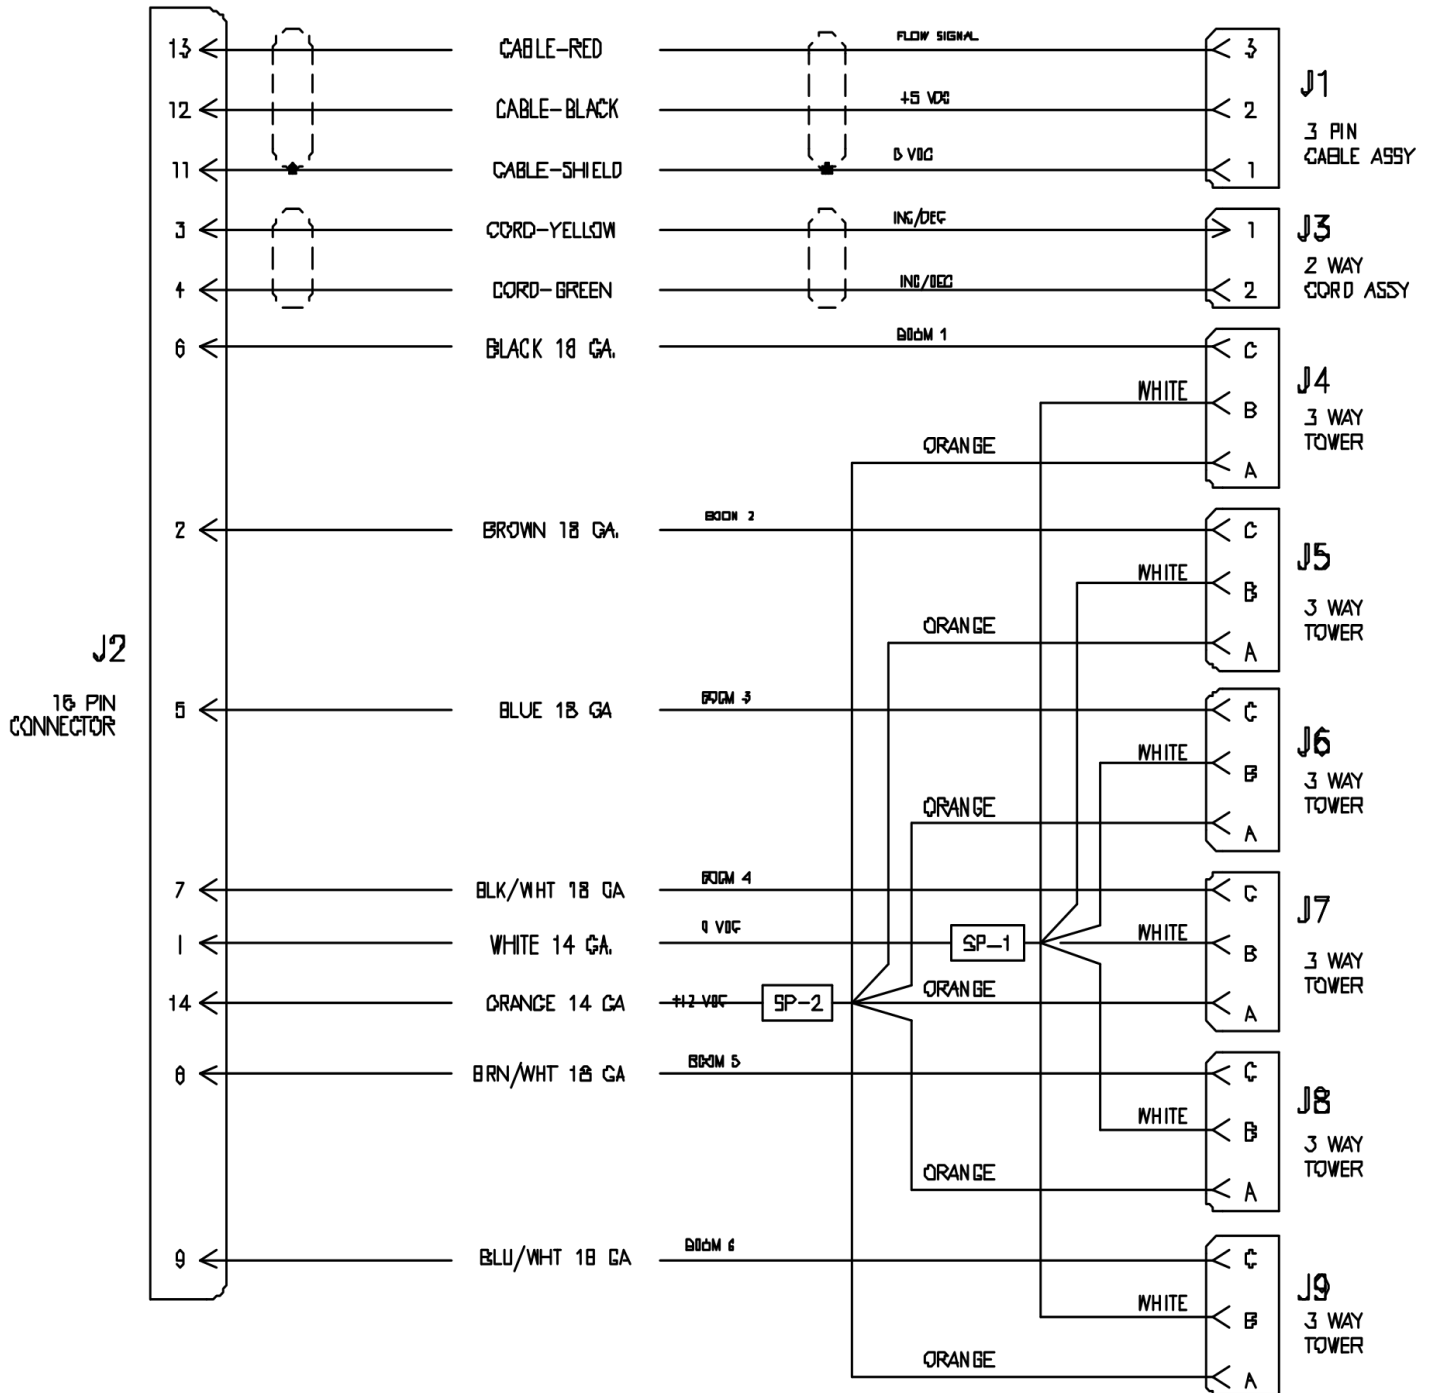 13 CABLE-RED FLOW SIGNAL 3
J1
12 CABLE-BLACK +5 VDC 2
3 PIN
CABLE ASSY
11 CABLE-SHIELD 0 VDC 1
3 CORD-YELLOW INC/DEC 1
J3
2 WAY
CORD ASSY
4 CORD-GREEN INC/DEC 2
6 BLACK 18 GA. BOOM 1 C
J4
WHITE B
3 WAY
TOWER
ORANGE A
2 BROWN 18 GA. BOOM 2 C
J5
WHITE B
3 WAY
TOWER
ORANGE A
J2
16 PIN
CONNECTOR
5 BLUE 18 GA BOOM 3 C
J6
WHITE B
3 WAY
TOWER
ORANGE A
7 BLK/WHT 18 GA BOOM 4 C
J7
1 WHITE 14 GA. 0 VDC SP-1 WHITE B
3 WAY
TOWER
14 ORANGE 14 GA +12 VDC SP-2 ORANGE A
8 BRN/WHT 18 GA BOOM 5 C
J8
WHITE B
3 WAY
TOWER
ORANGE A
9 BLU/WHT 18 GA BOOM 6 C
J9
WHITE B
3 WAY
TOWER
ORANGE A